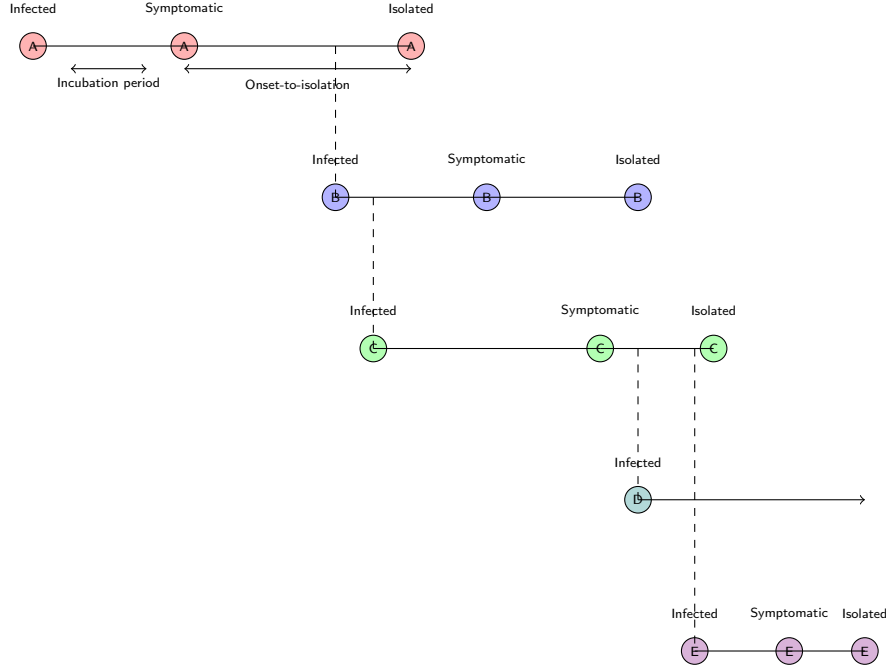 Infected Symptomatic Isolated
A A A
Incubation period Onset-to-isolation
Infected Symptomatic Isolated
B B B
Infected Symptomatic Isolated
C C C
Infected
D
Infected Symptomatic Isolated
E E E